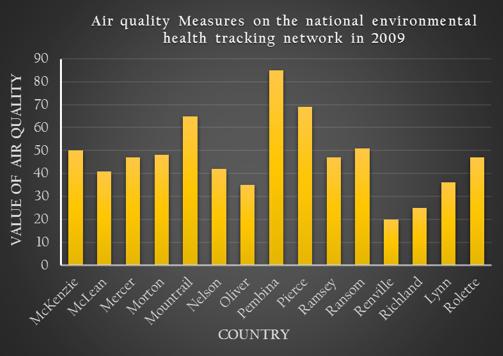 Air quality Measures on the national environmental
health tracking network in 2009
VALUE OF AIR QUALITY
90
80
70
60
50
40
30
20
10
0
McKenzie
McLean
Mercer
Morton
Mountrail
Nelson
Oliver
Pembina
Pierce
Ramsey
Ransom
Renville
Richland
Lynn
Rolette
COUNTRY